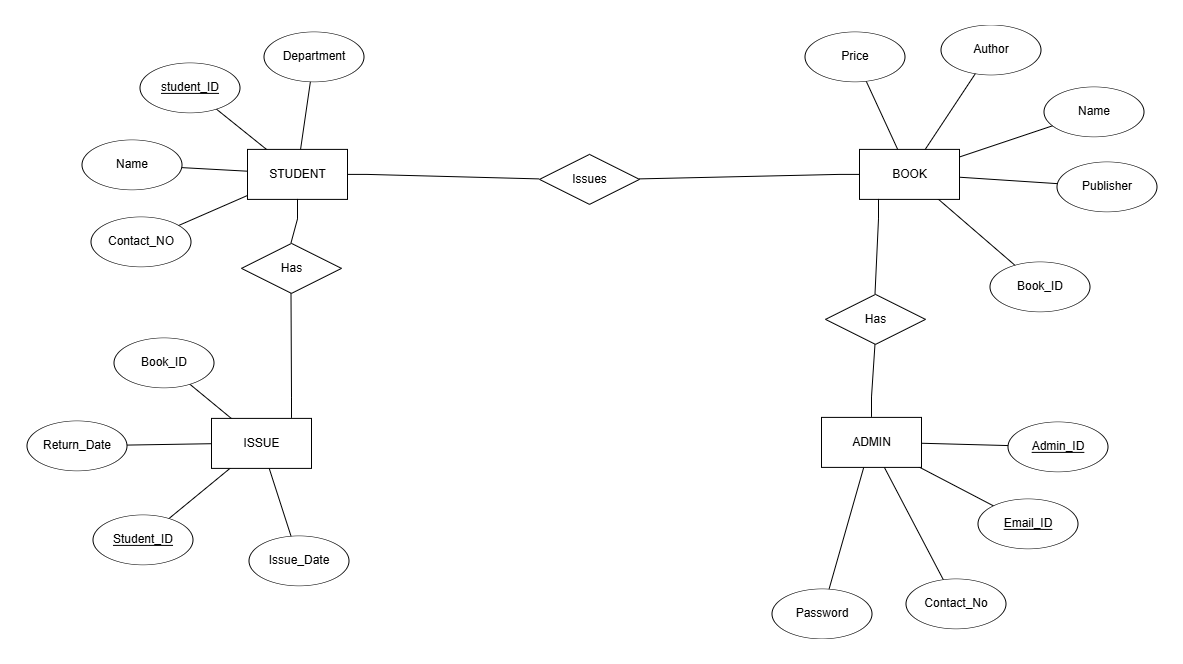 Department
student_ID
Name
Contact_NO
STUDENT
Issues
Price
Author
Name
Publisher
Book_ID
BOOK
Has
Has
Book_ID
Return_Date
ISSUE
Student_ID
Issue_Date
ADMIN
Admin_ID
Email_ID
Contact_No
Password